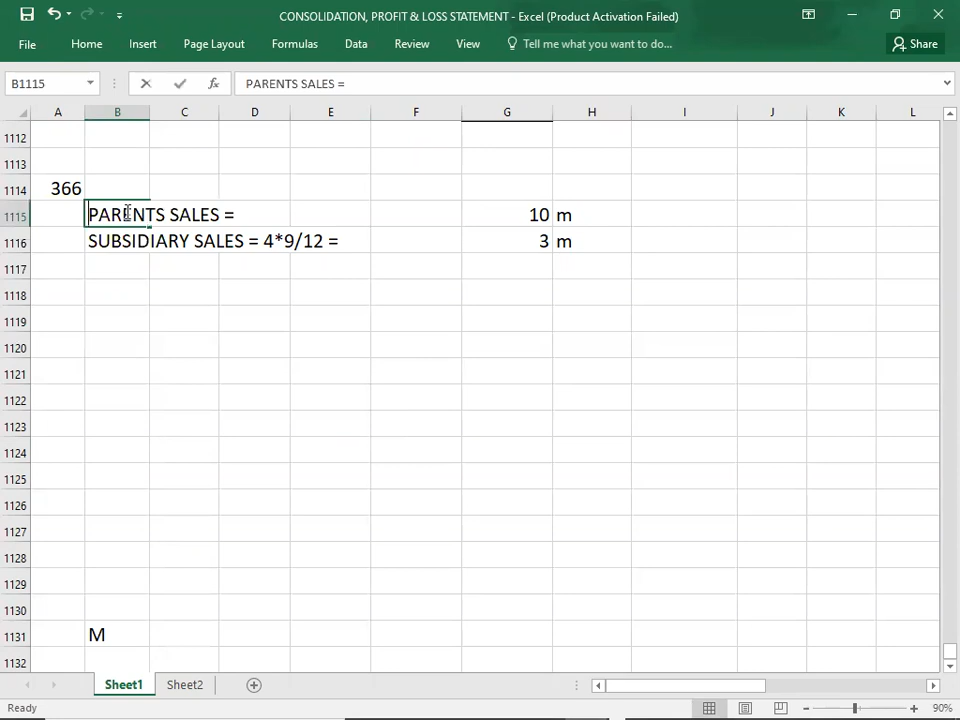 CONSOLIDATION, PROFIT & LOSS STATEMENT - Excel (Product Activation Failed)
File Home Insert Page Layout Formulas Data Review View Tell me what you want to do... Share
B1115 fx PARENTS SALES =
A B C D E F G H I J K L
1112
1113
1114 366
1115 PARENTS SALES = 10 m
1116 SUBSIDIARY SALES = 4*9/12 = 3 m
1117
1118
1119
1120
1121
1122
1123
1124
1125
1126
1127
1128
1129
1130
1131 M
1132
Sheet1 Sheet2
Ready 90%